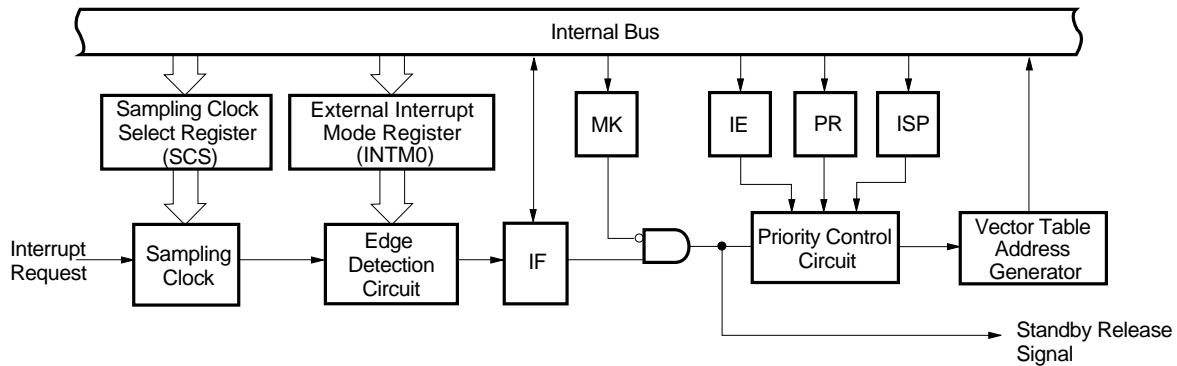 Internal Bus
Sampling Clock
Select Register
(SCS)
External Interrupt
Mode Register
(INTM0)
MK
IE
PR
ISP
Interrupt
Request
Sampling
Clock
Edge
Detection
Circuit
IF
Priority Control
Circuit
Vector Table
Address
Generator
Standby Release
Signal